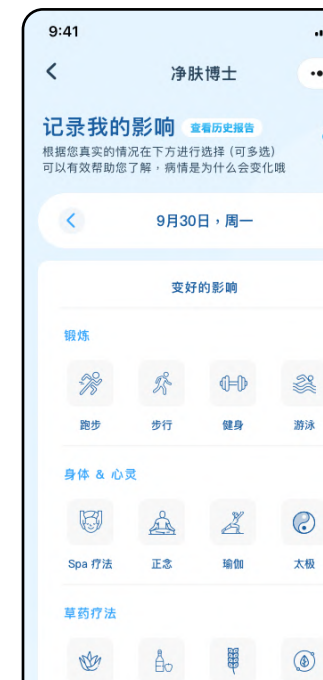 9:41
净肤博士
记录我的影响 查看历史报告
根据您真实的情况在下方进行选择 (可多选)
可以有效帮助您了解,病情是为什么会变化哦
9月30日,周一
变好的影响
锻炼
跑步 步行 健身 游泳
身体 & 心灵
Spa 疗法 正念 瑜伽 太极
草药疗法